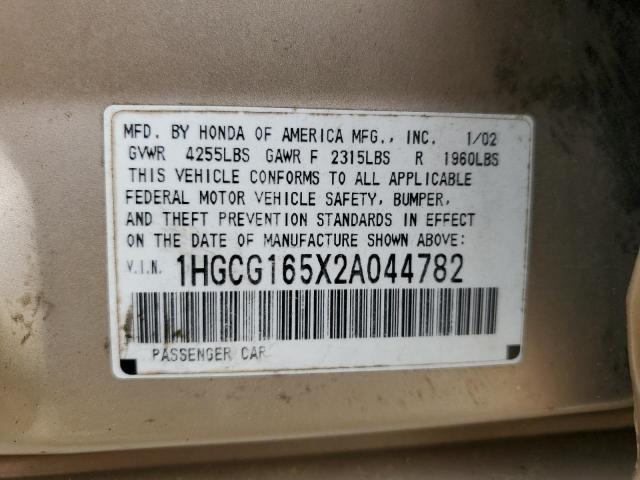 MFD. BY HONDA OF AMERICA MFG., INC. 1/02
GVWR 4255LBS GAWR F 2315LBS R 1960LBS
THIS VEHICLE CONFORMS TO ALL APPLICABLE
FEDERAL MOTOR VEHICLE SAFETY, BUMPER,
AND THEFT PREVENTION STANDARDS IN EFFECT
ON THE DATE OF MANUFACTURE SHOWN ABOVE:
V.I.N. 1HGCG165X2A044782
PASSENGER CAR